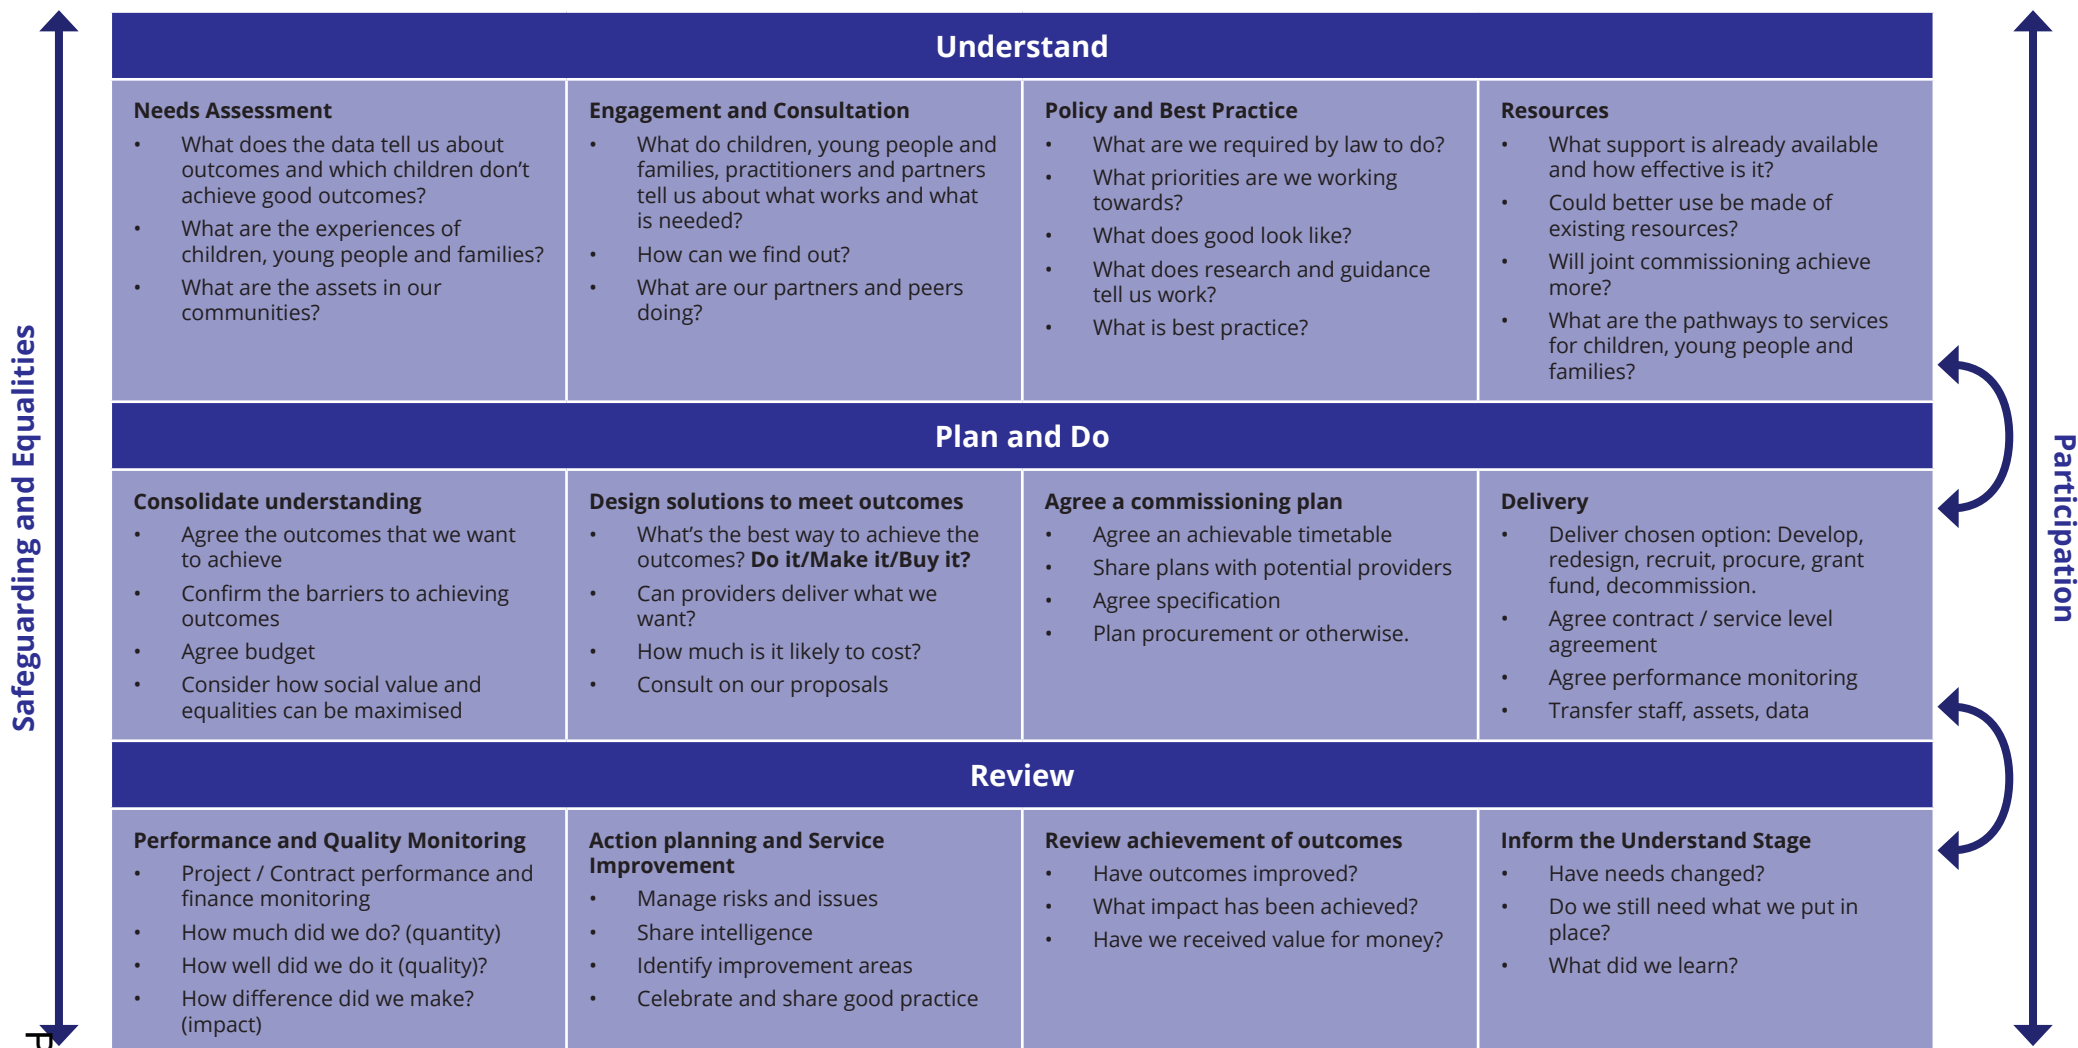 Understand
Needs Assessment
• What does the data tell us about
outcomes and which children don't
achieve good outcomes?
• What are the experiences of
children, young people and families?
• What are the assets in our
communities?
Engagement and Consultation
• What do children, young people and
families, practitioners and partners
tell us about what works and what
is needed?
• How can we find out?
• What are our partners and peers
doing?
Policy and Best Practice
• What are we required by law to do?
• What priorities are we working
towards?
• What does good look like?
• What does research and guidance
tell us work?
• What is best practice?
Resources
• What support is already available
and how effective is it?
• Could better use be made of
existing resources?
• Will joint commissioning achieve
more?
• What are the pathways to services
for children, young people and
families?
Plan and Do
Consolidate understanding
• Agree the outcomes that we want
to achieve
• Confirm the barriers to achieving
outcomes
• Agree budget
• Consider how social value and
equalities can be maximised
Design solutions to meet outcomes
• What's the best way to achieve the
outcomes? Do it/Make it/Buy it?
• Can providers deliver what we
want?
• How much is it likely to cost?
• Consult on our proposals
Agree a commissioning plan
• Agree an achievable timetable
• Share plans with potential providers
• Agree specification
• Plan procurement or otherwise.
Delivery
• Deliver chosen option: Develop,
redesign, recruit, procure, grant
fund, decommission.
• Agree contract / service level
agreement
• Agree performance monitoring
• Transfer staff, assets, data
Review
Performance and Quality Monitoring
• Project / Contract performance and
finance monitoring
• How much did we do? (quantity)
• How well did we do it (quality)?
• How difference did we make?
(impact)
Action planning and Service
Improvement
• Manage risks and issues
• Share intelligence
• Identify improvement areas
• Celebrate and share good practice
Review achievement of outcomes
• Have outcomes improved?
• What impact has been achieved?
• Have we received value for money?
Inform the Understand Stage
• Have needs changed?
• Do we still need what we put in
place?
• What did we learn?
Safeguarding and Equalities
Participation